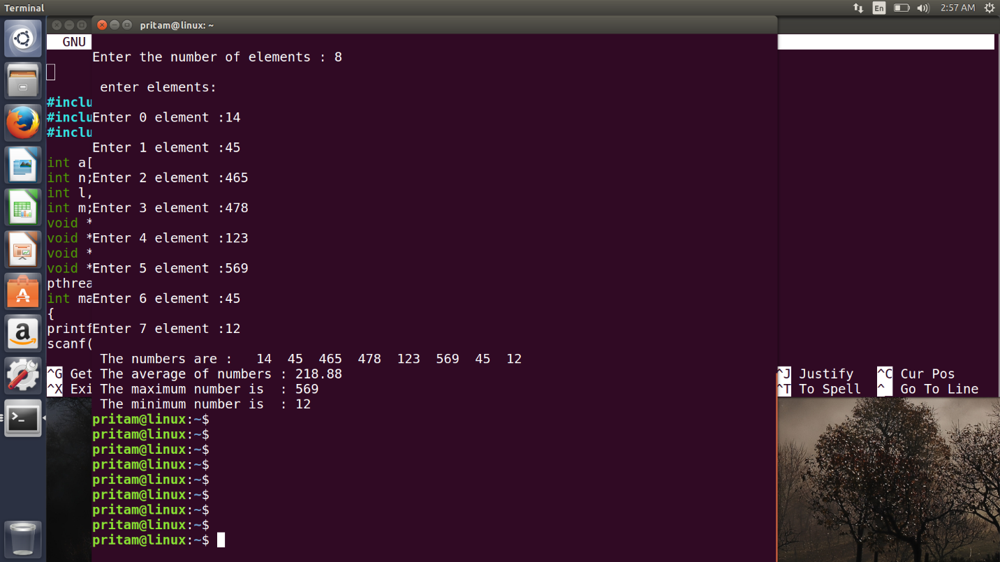 Terminal
En
2:57 AM
pritam@linux: ~
GNU
Enter the number of elements : 8
enter elements:
#inclu
#inclu
Enter 0 element :14
#inclu
Enter 1 element :45
int a[
int n;
Enter 2 element :465
int l,
int m;
Enter 3 element :478
void *
void *
Enter 4 element :123
void *
void *
Enter 5 element :569
pthrea
int ma
Enter 6 element :45
{
printf
Enter 7 element :12
scanf(
The numbers are :   14  45  465  478  123  569  45  12
^G Get
The average of numbers : 218.88
^J Justify
^C Cur Pos
^X Exi
The maximum number is  : 569
^T To Spell
^_ Go To Line
The minimum number is  : 12
pritam@linux:~$
pritam@linux:~$
pritam@linux:~$
pritam@linux:~$
pritam@linux:~$
pritam@linux:~$
pritam@linux:~$
pritam@linux:~$
pritam@linux:~$